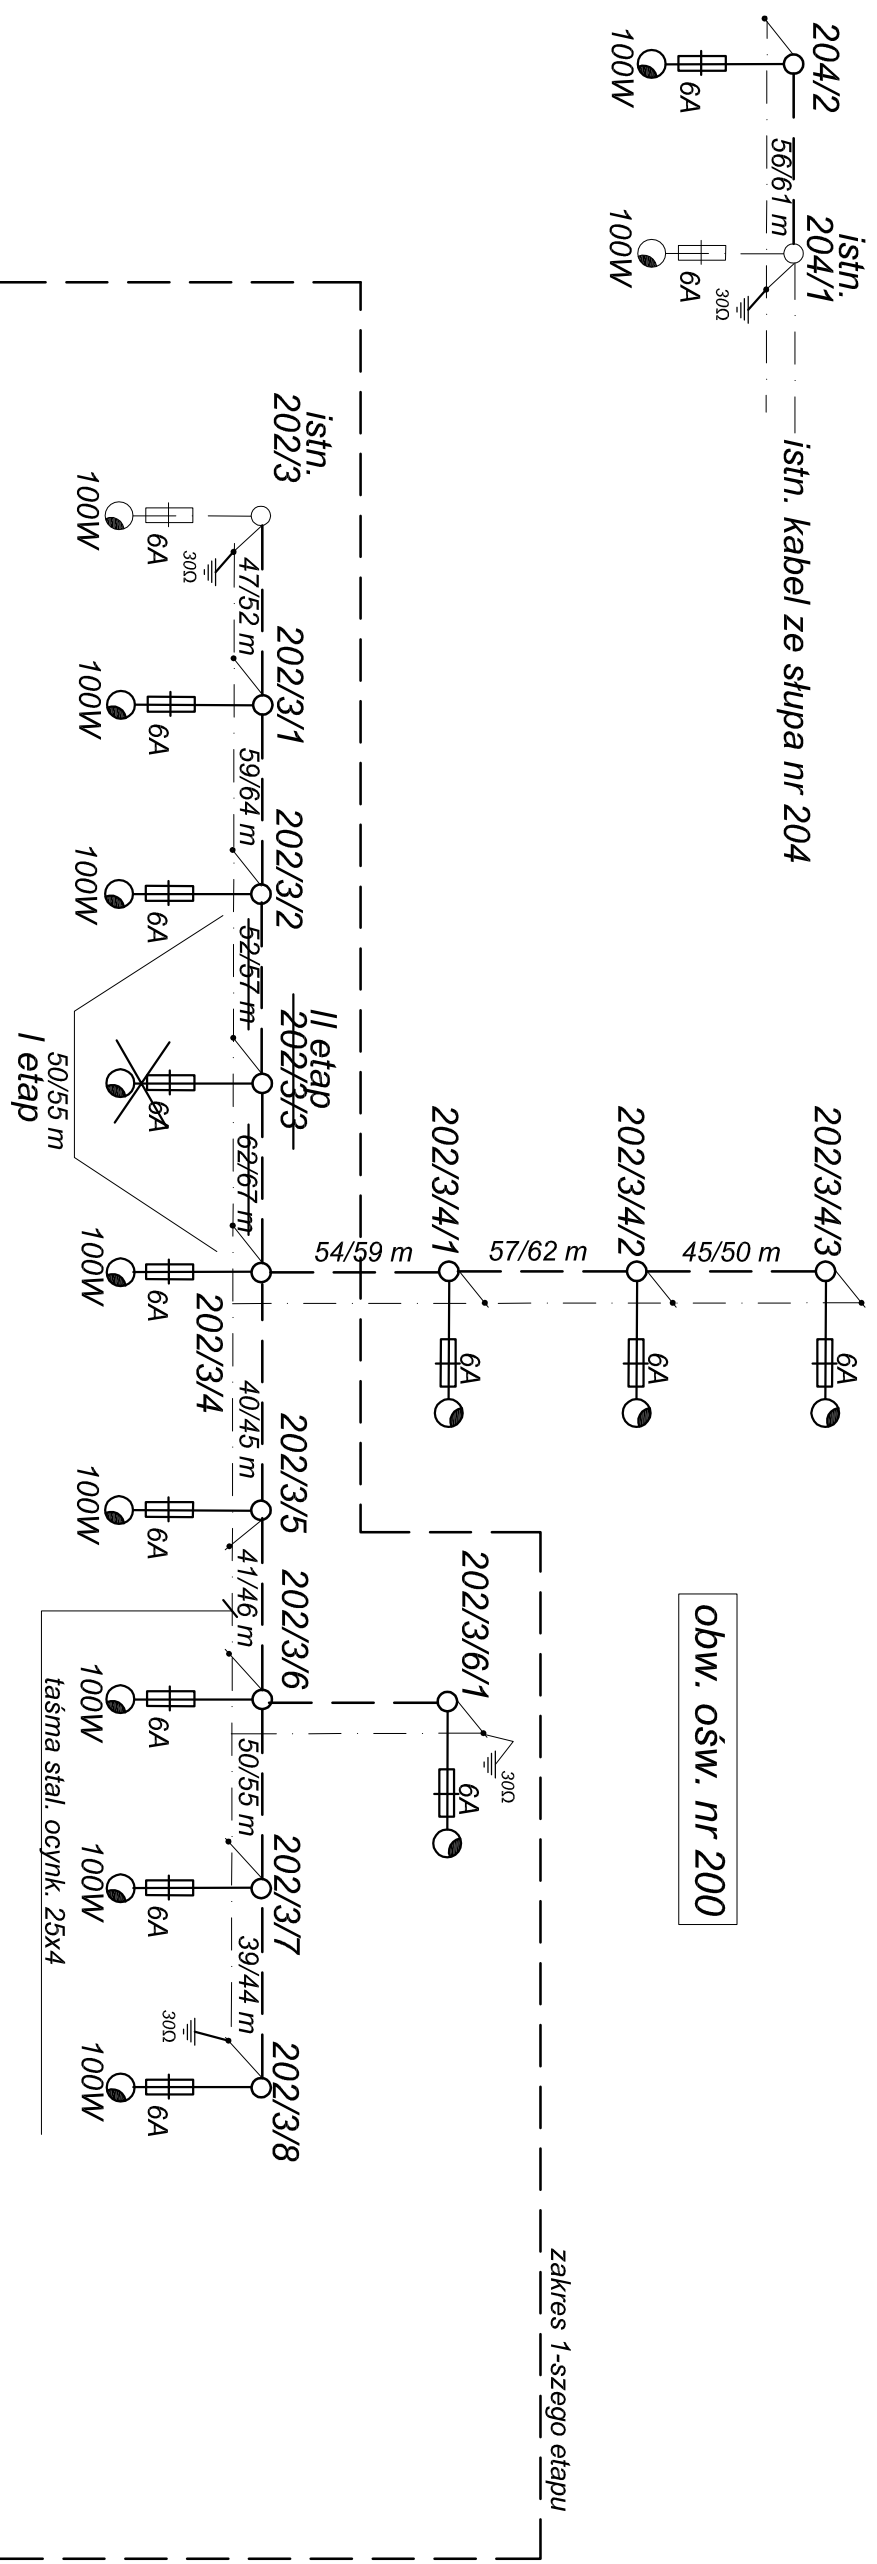 204/2
6A
100W
56/61 m
istn.
204/1
6A
100W
30Ω
istn. kabel ze słupa nr 204
istn.
202/3
6A
100W
30Ω
47/52 m
202/3/1
6A
100W
59/64 m
202/3/2
6A
100W
52/57 m
II etap
202/3/3
6A
50/55 m
I etap
62/67 m
202/3/4
6A
100W
54/59 m
202/3/4/1
6A
57/62 m
202/3/4/2
6A
45/50 m
202/3/4/3
6A
40/45 m
202/3/5
6A
100W
41/46 m
202/3/6
6A
100W
202/3/6/1
6A
30Ω
50/55 m
202/3/7
6A
100W
39/44 m
202/3/8
6A
100W
30Ω
taśma stal. ocynk. 25x4
obw. ośw. nr 200
zakres 1-szego etapu